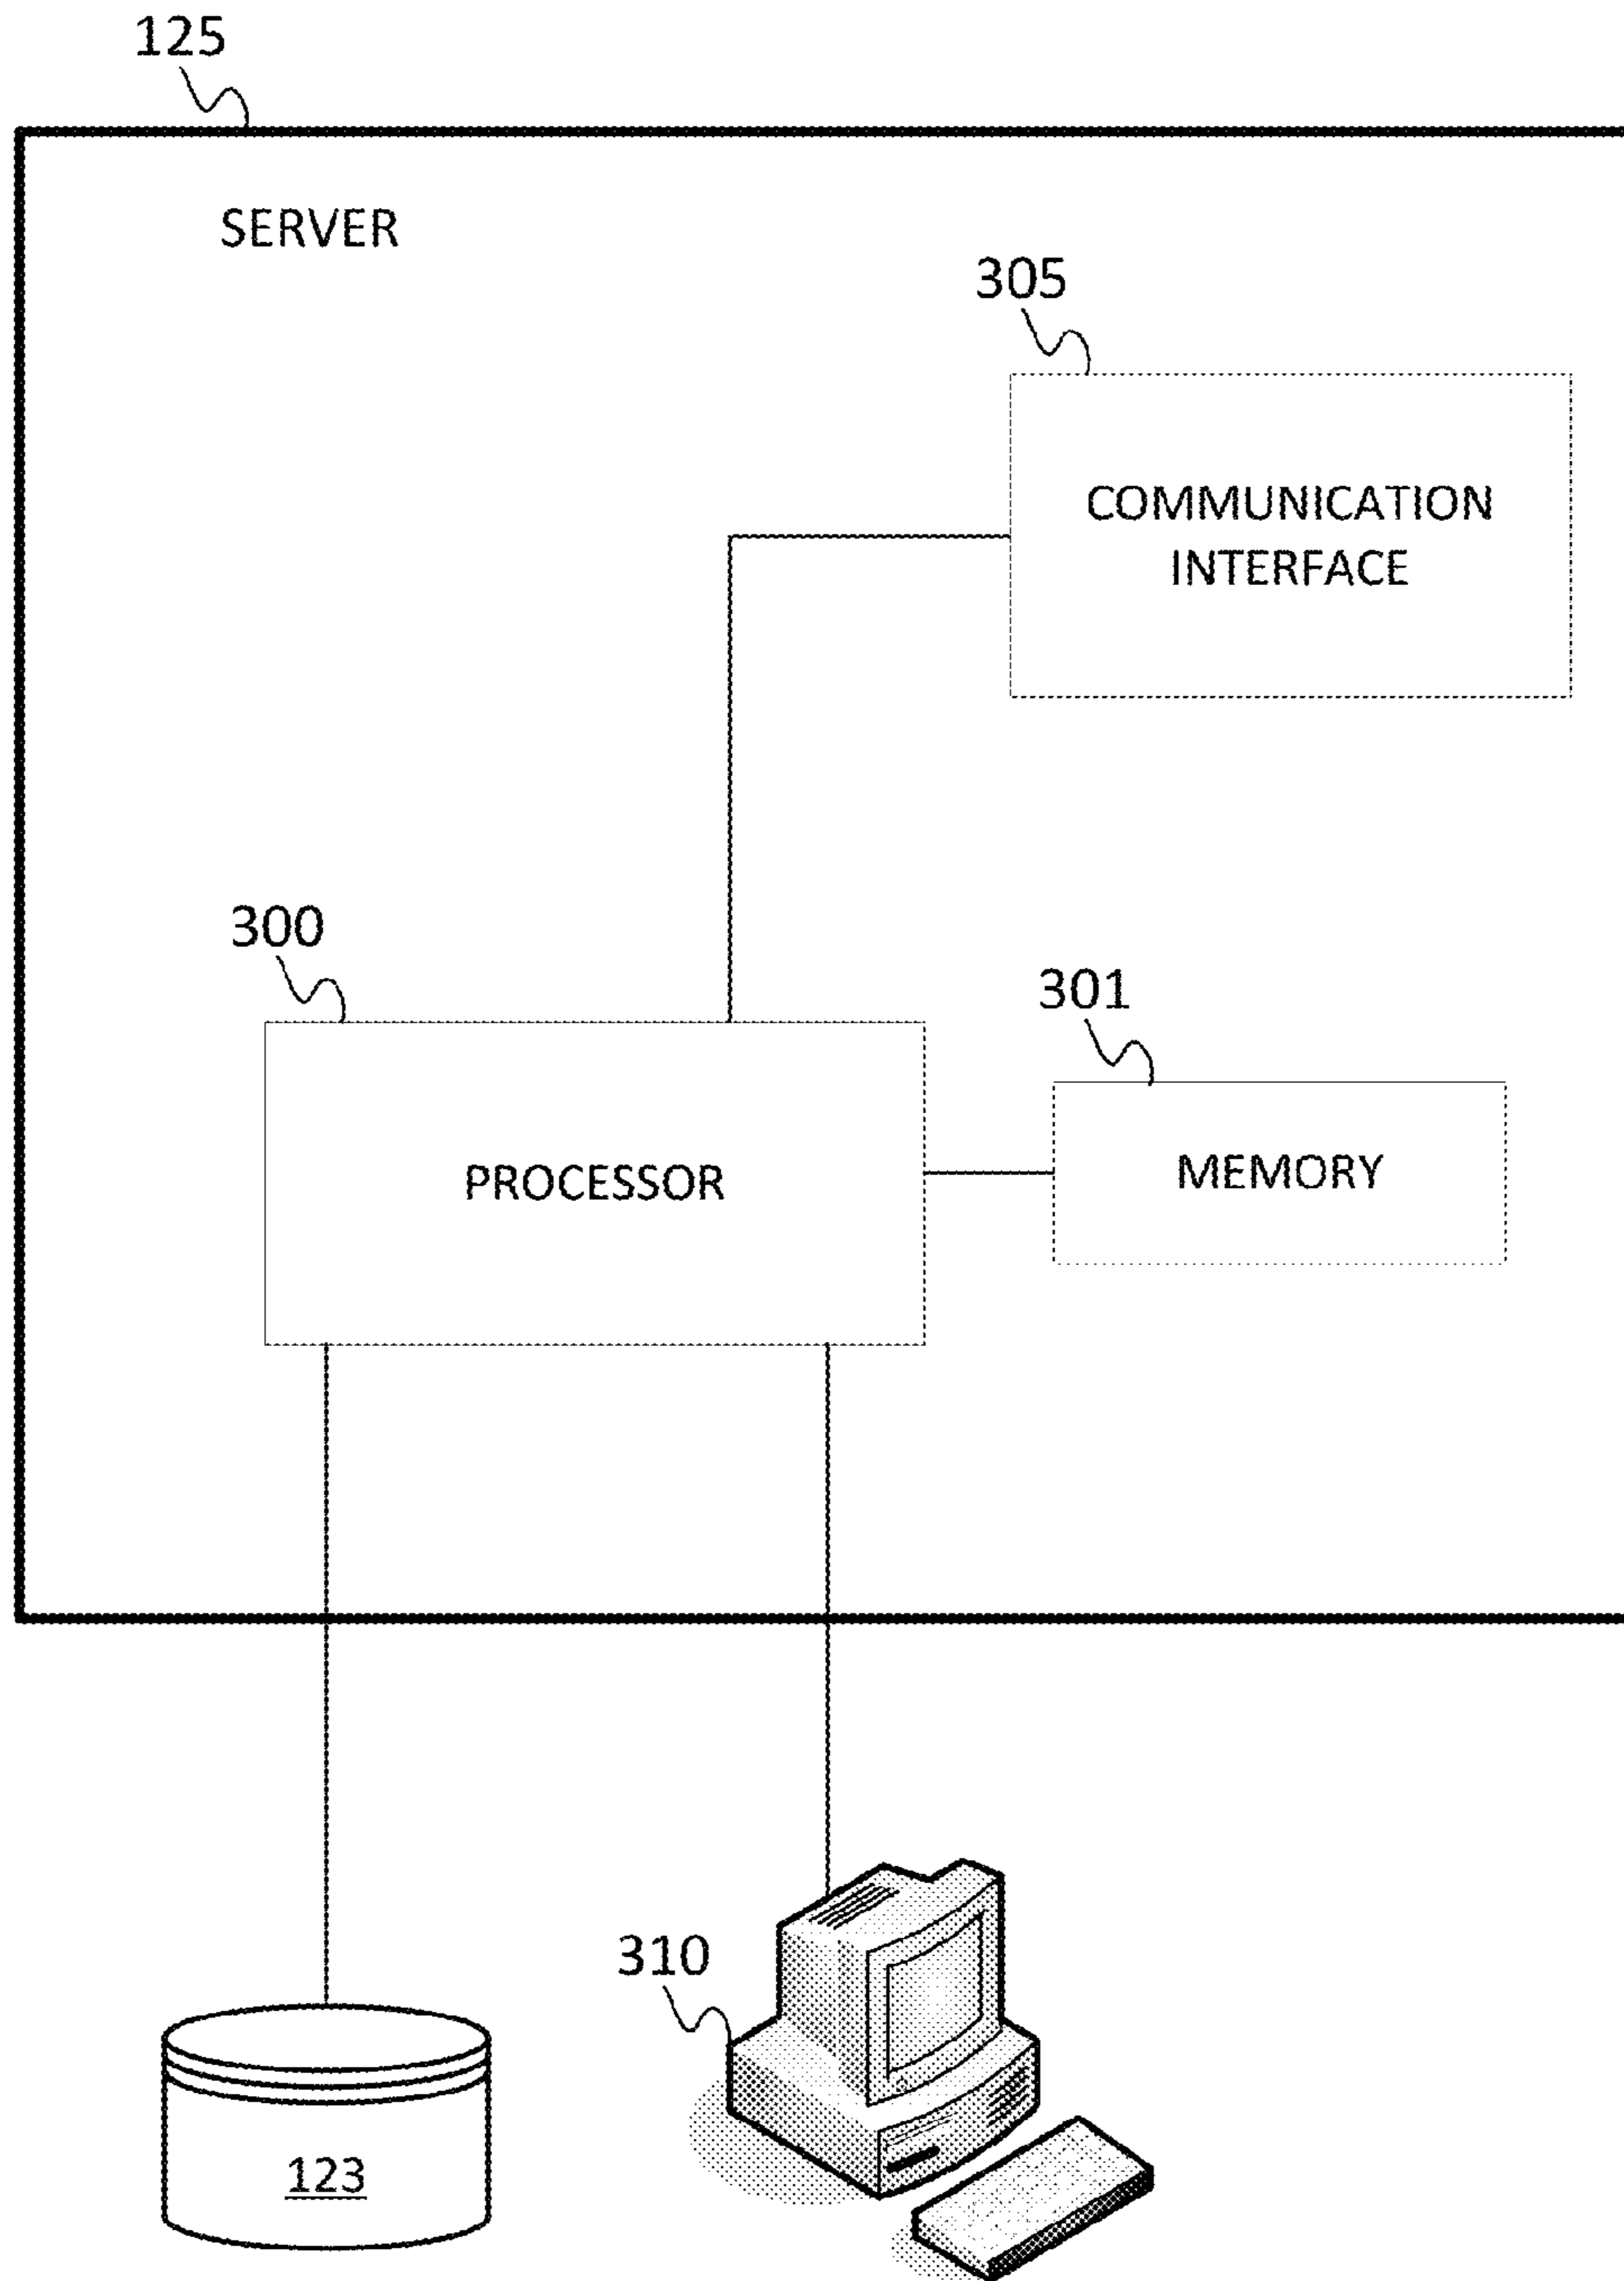 125
SERVER
305
COMMUNICATION
INTERFACE
300
301
PROCESSOR
MEMORY
310
123